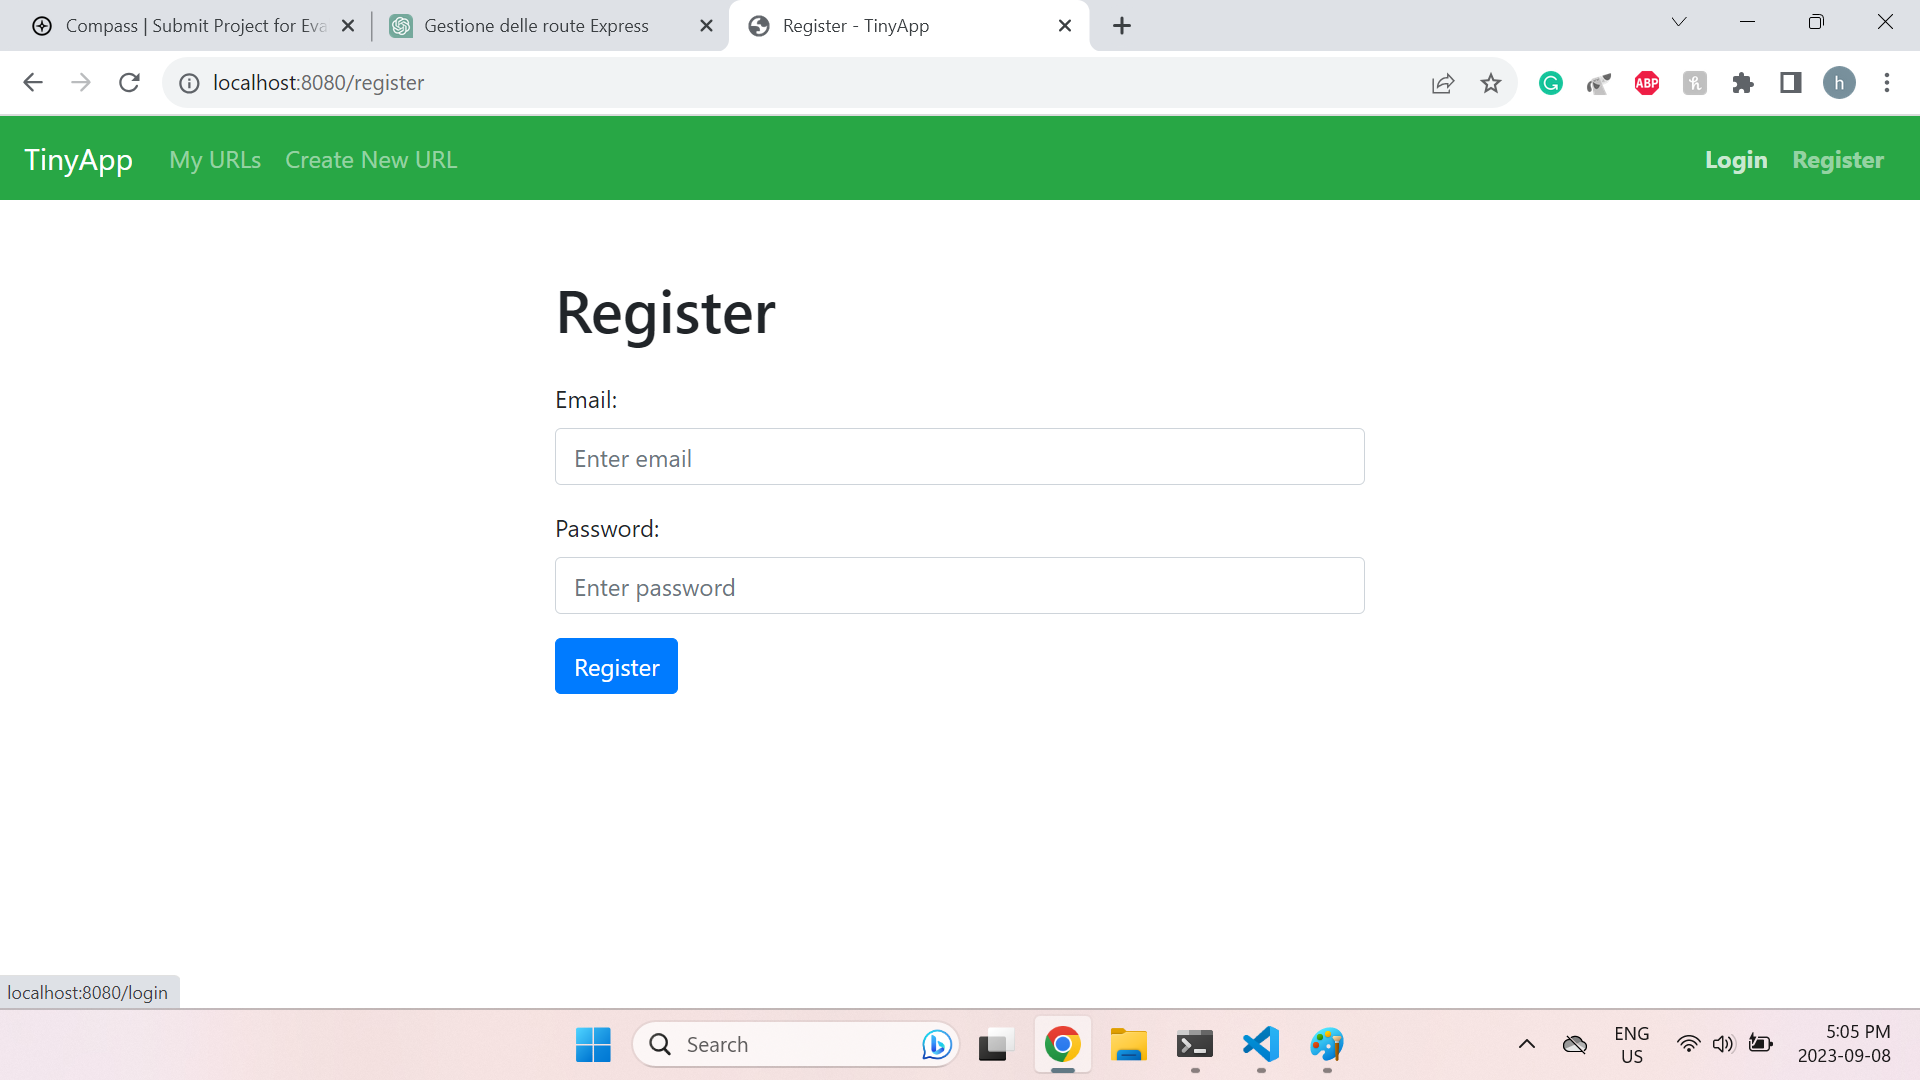 Compass | Submit Project for Eva
Gestione delle route Express
Register - TinyApp
localhost:8080/register
ABP
h
h
TinyApp
My URLs
Create New URL
Login
Register
Register
Email:
Enter email
Password:
Enter password
Register
localhost:8080/login
Search
ENG
US
5:05 PM
2023-09-08